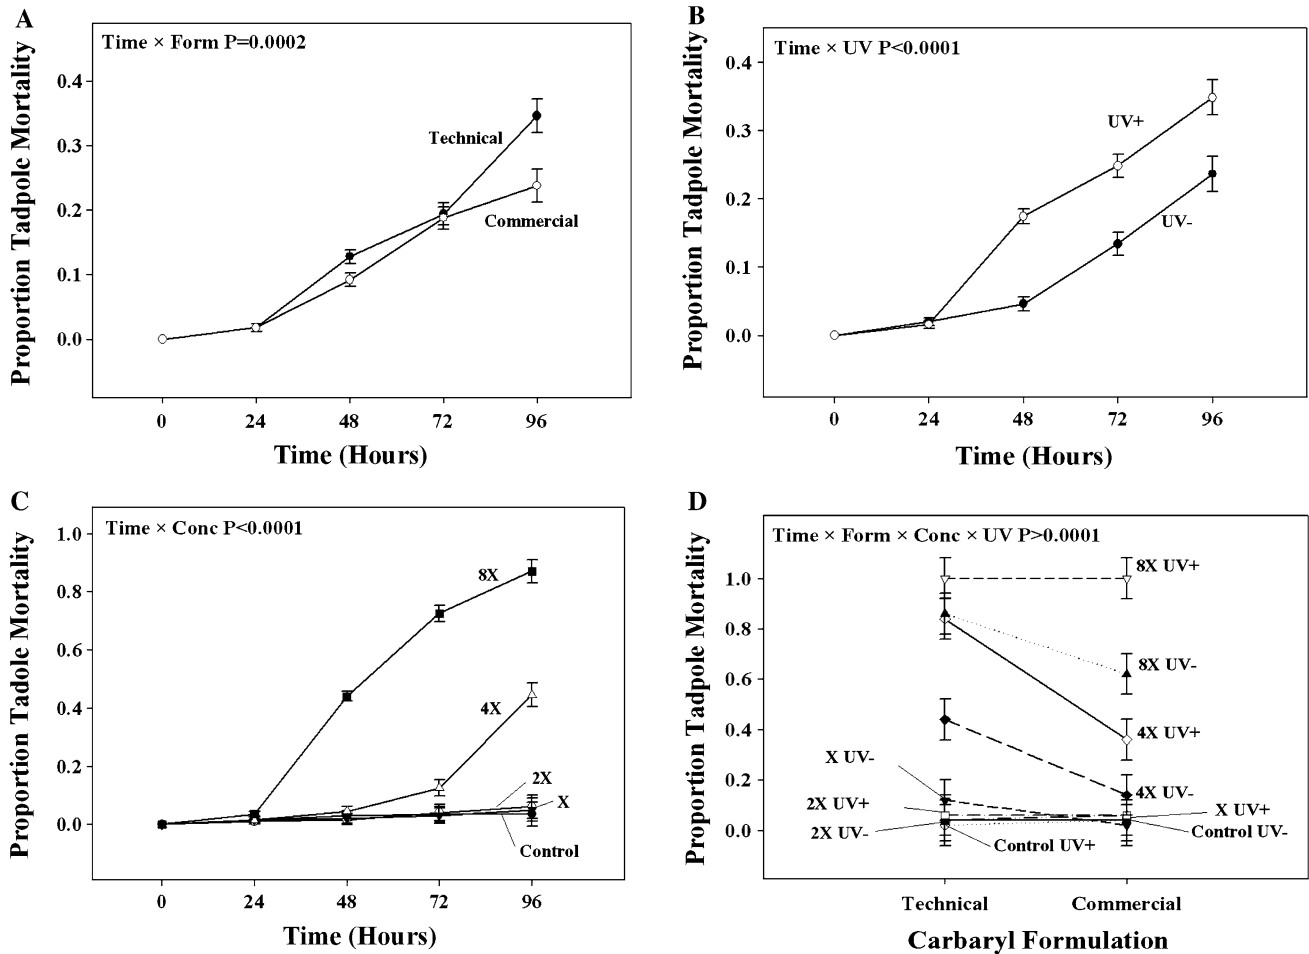 A
Time × Form P=0.0002
Proportion Tadpole Mortality
0.4
0.3
0.2
0.1
0.0
Technical
Commercial
0 24 48 72 96
Time (Hours)
B
Time × UV P<0.0001
Proportion Tadpole Mortality
0.4
0.3
0.2
0.1
0.0
UV+
UV-
0 24 48 72 96
Time (Hours)
C
Time × Conc P<0.0001
Proportion Tadole Mortality
1.0
0.8
0.6
0.4
0.2
0.0
8X
4X
2X
X
Control
0 24 48 72 96
Time (Hours)
D
Time × Form × Conc × UV P>0.0001
Proportion Tadpole Mortality
1.0
0.8
0.6
0.4
0.2
0.0
8X UV+
8X UV-
4X UV+
4X UV-
X UV-
2X UV+
2X UV-
X UV+
Control UV-
Control UV+
Technical Commercial
Carbaryl Formulation